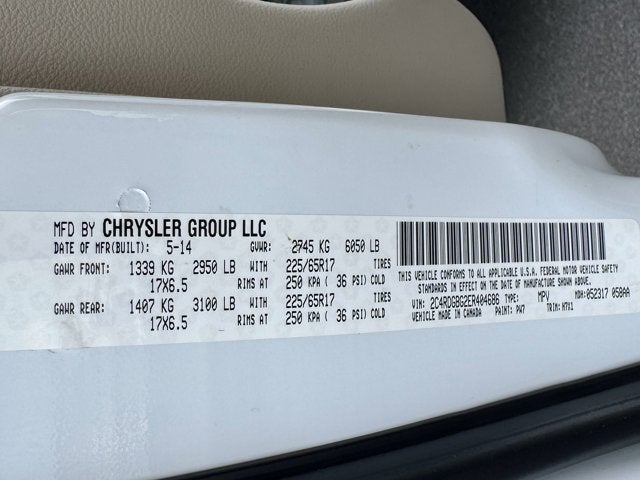 MFD BY CHRYSLER GROUP LLC
DATE OF MFR(BUILT): 5-14 GVWR: 2745 KG 6050 LB
GAWR FRONT: 1339 KG 2950 LB WITH 225/65R17 TIRES
17X6.5 RIMS AT 250 KPA ( 36 PSI) COLD
GAWR REAR: 1407 KG 3100 LB WITH 225/65R17 TIRES
17X6.5 RIMS AT 250 KPA ( 36 PSI) COLD
THIS VEHICLE CONFORMS TO ALL APPLICABLE U.S.A. FEDERAL MOTOR VEHICLE SAFETY
STANDARDS IN EFFECT ON THE DATE OF MANUFACTURE SHOWN ABOVE.
VIN: 2C4RDGBG2ER404686 TYPE: MPV MDH: 052317 058AA
VEHICLE MADE IN CANADA PAINT: PW7 TRIM: H7X1